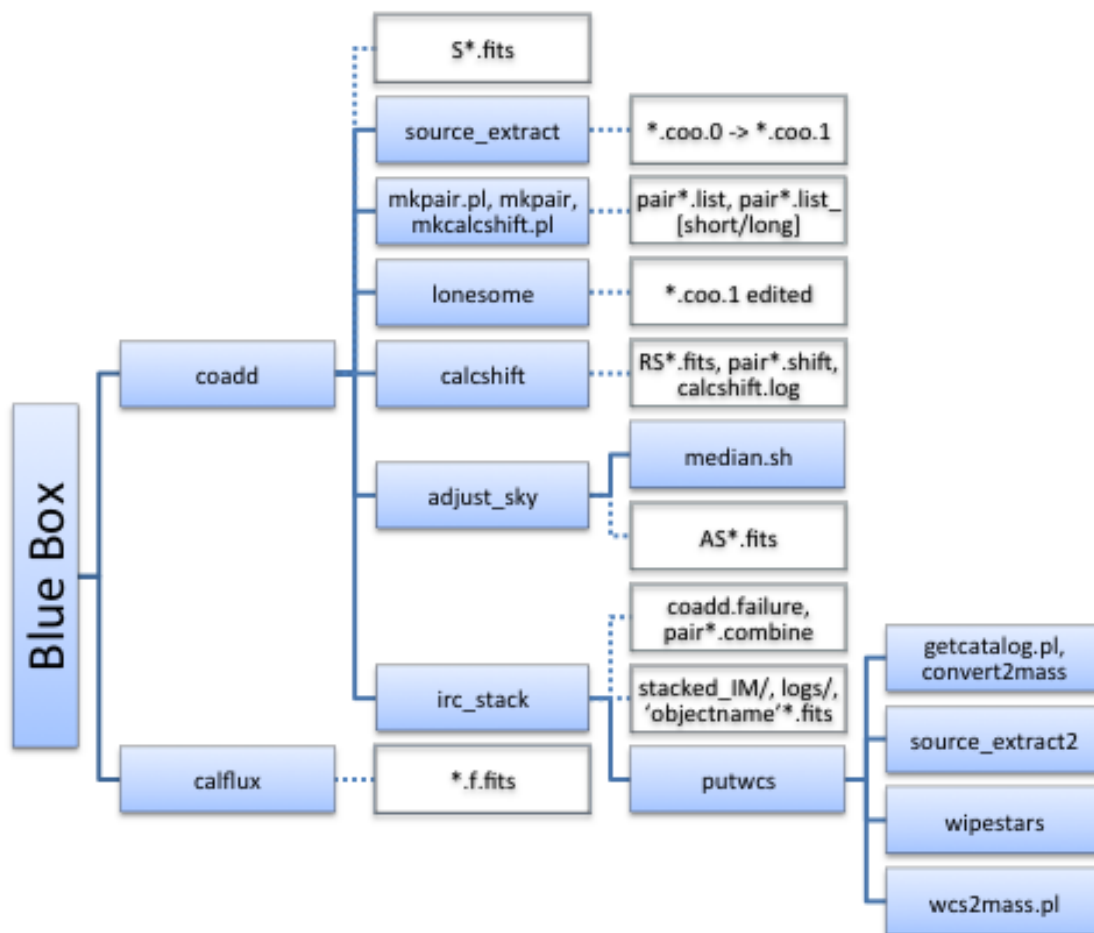 S*.fits
source_extract
*.coo.0 -> *.coo.1
mkpair.pl, mkpair,
mkcalcshift.pl
pair*.list, pair*.list_
[short/long]
lonesome
*.coo.1 edited
coadd
calcshift
RS*.fits, pair*.shift,
calcshift.log
Blue Box
adjust_sky
median.sh
AS*.fits
irc_stack
coadd.failure,
pair*.combine
stacked_IM/, logs/,
‘objectname’*.fits
putwcs
getcatalog.pl,
convert2mass
source_extract2
wipestars
wcs2mass.pl
calflux
*.f.fits